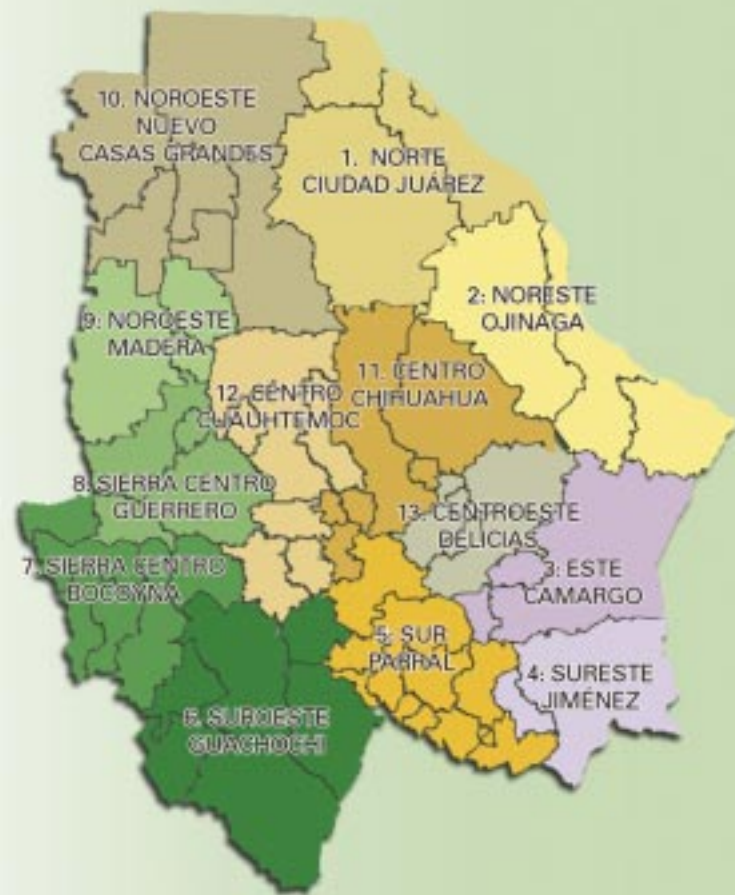 10. NOROESTE
NUEVO
CASAS GRANDES
1. NORTE
CIUDAD JUÁREZ
2: NORESTE
OJINAGA
9: NOROESTE
MADERA
11. CENTRO
CHIHUAHUA
12. CENTRO
CUAUHTEMOC
8. SIERRA CENTRO
GUERRERO
13. CENTROESTE
DELICIAS
7. SIERRA CENTRO
BOCOYNA
3: ESTE
CAMARGO
5: SUR
PARRAL
4: SURESTE
JIMÉNEZ
6. SUROESTE
GUACHOCHI